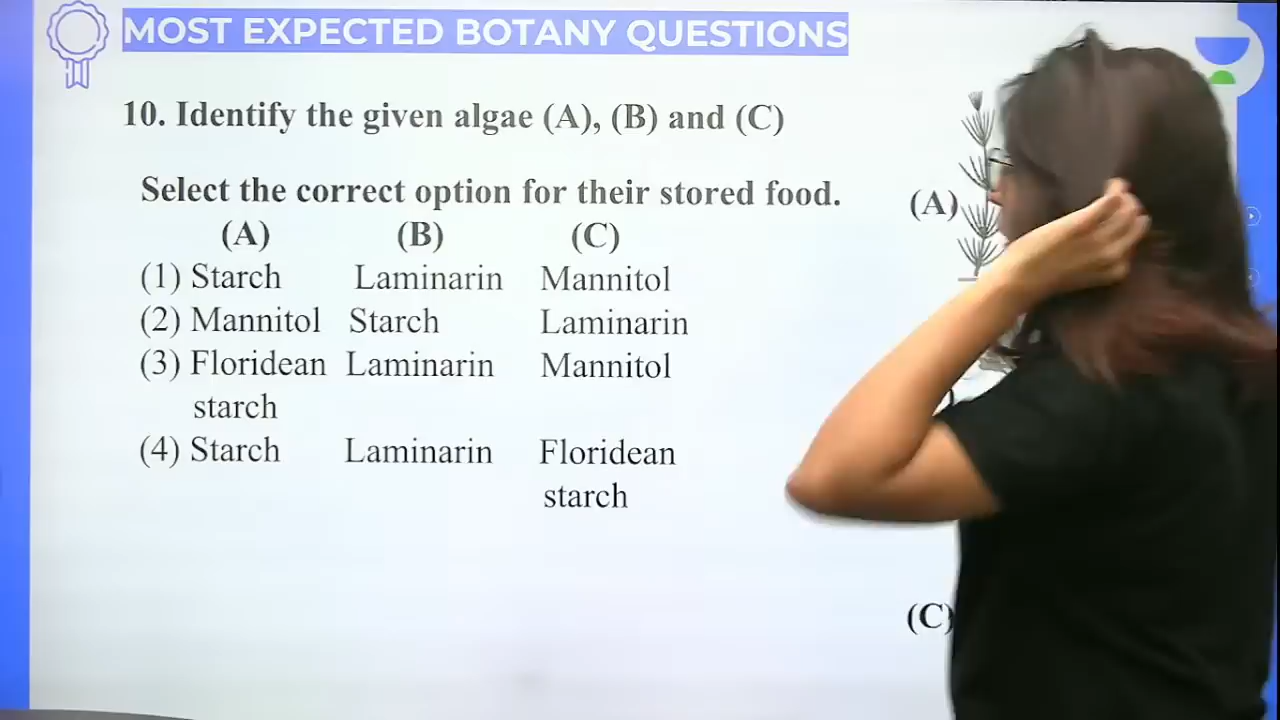 MOST EXPECTED BOTANY QUESTIONS
10. Identify the given algae (A), (B) and (C)
Select the correct option for their stored food.
(A) (B) (C)
(1) Starch Laminarin Mannitol
(2) Mannitol Starch Laminarin
(3) Floridean Laminarin Mannitol
starch
(4) Starch Laminarin Floridean
starch
(A)
(C)